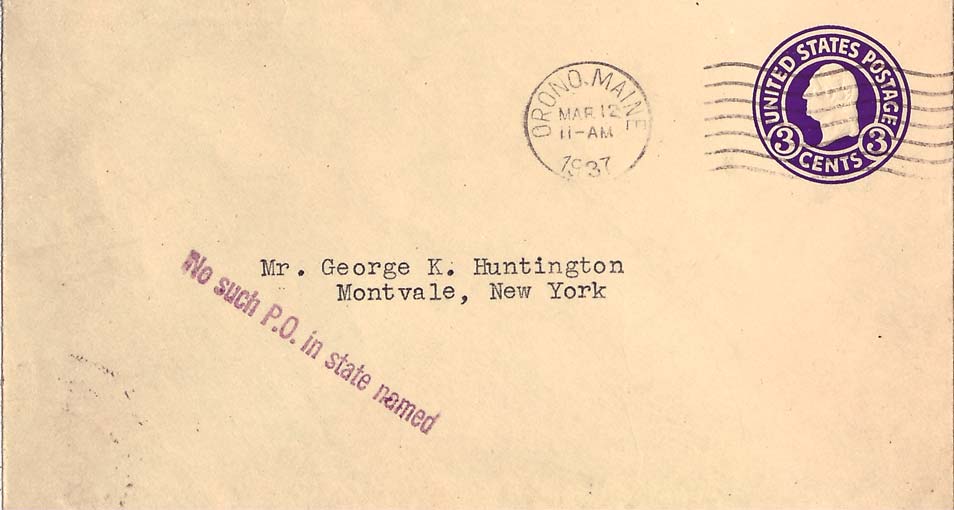 UNITED STATES POSTAGE
3 CENTS 3
ORONO, MAINE
MAR 12
11-AM
1937
Mr. George K. Huntington
Montvale, New York
No such P.O. in state named